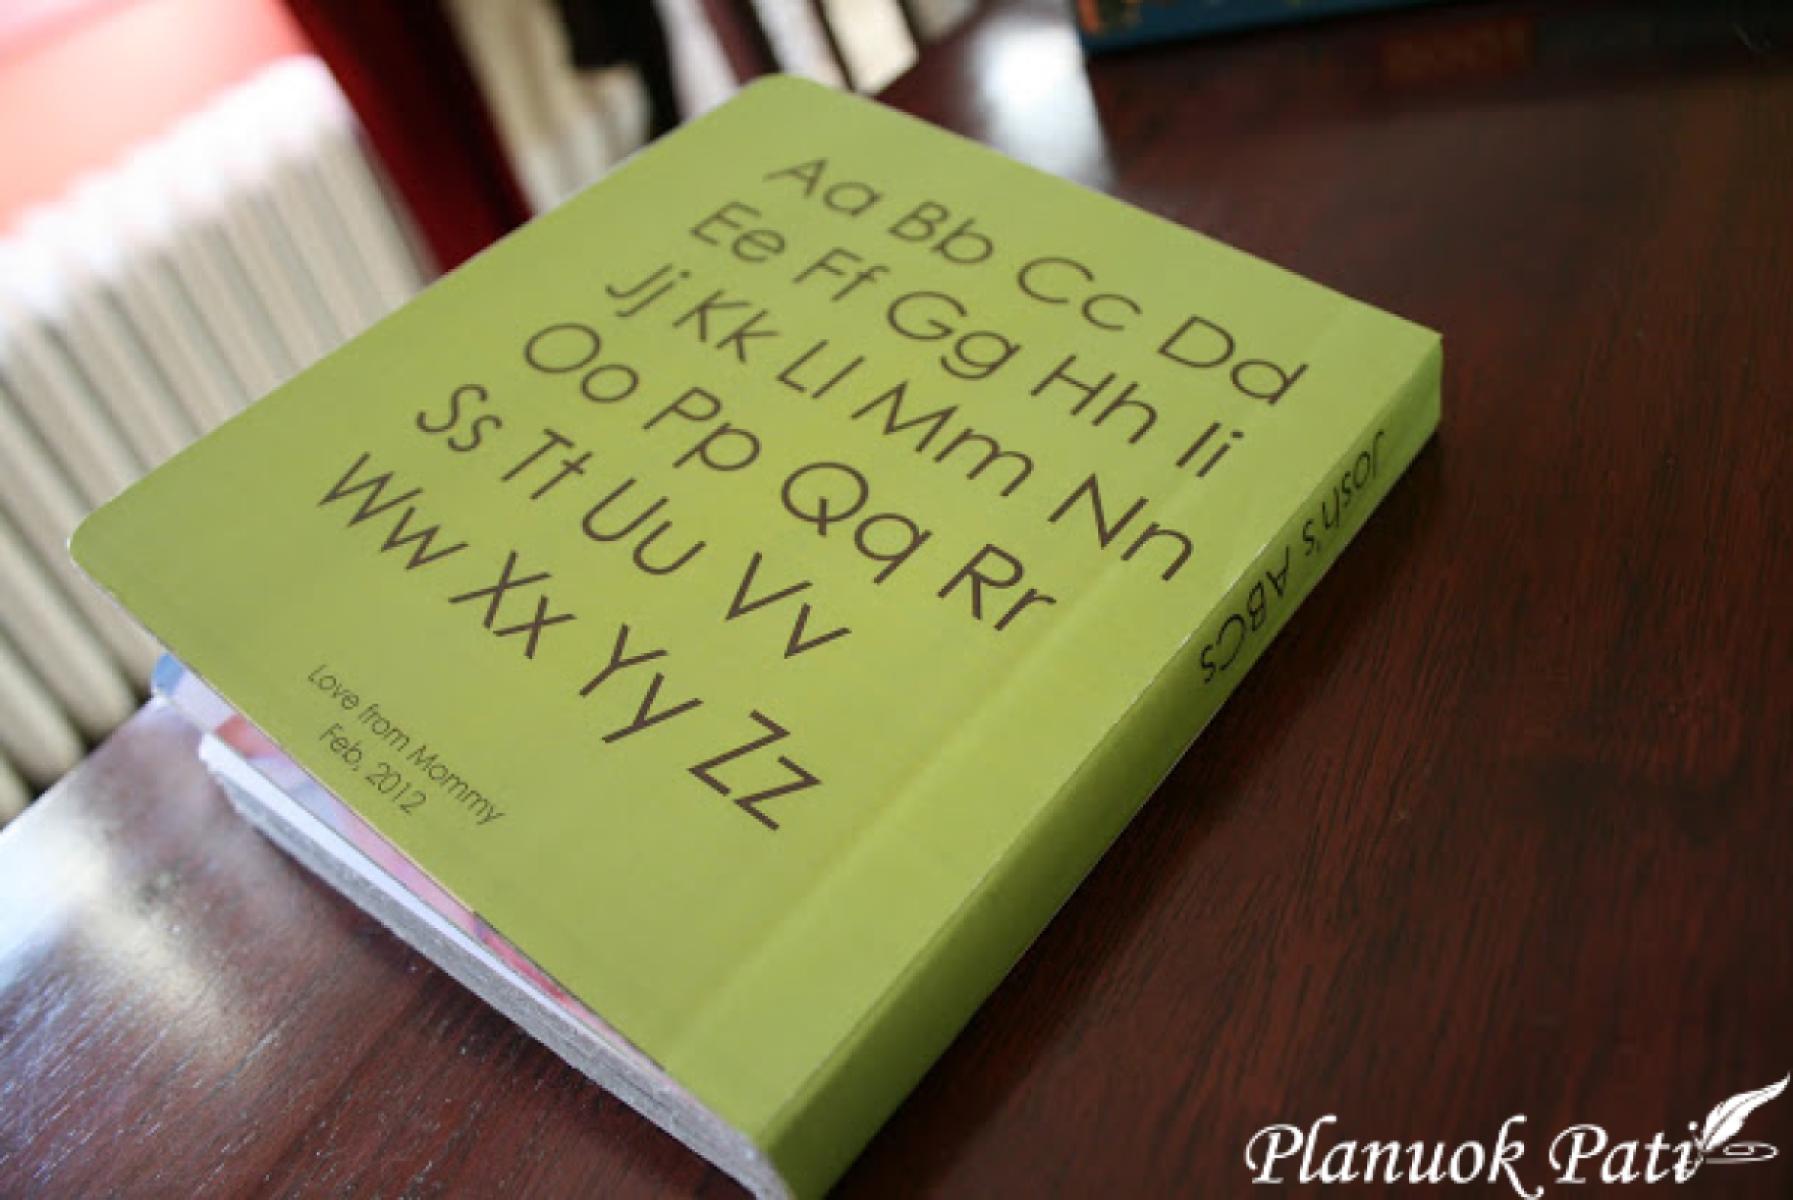 Aa Bb Cc Dd
Ee Ff Gg Hh Ii
Jj Kk Ll Mm Nn
Oo Pp Qq Rr
Ss Tt Uu Vv
Ww Xx Yy Zz
Love from Mommy
Feb, 2012
Josh's ABCs
Planuok Pati